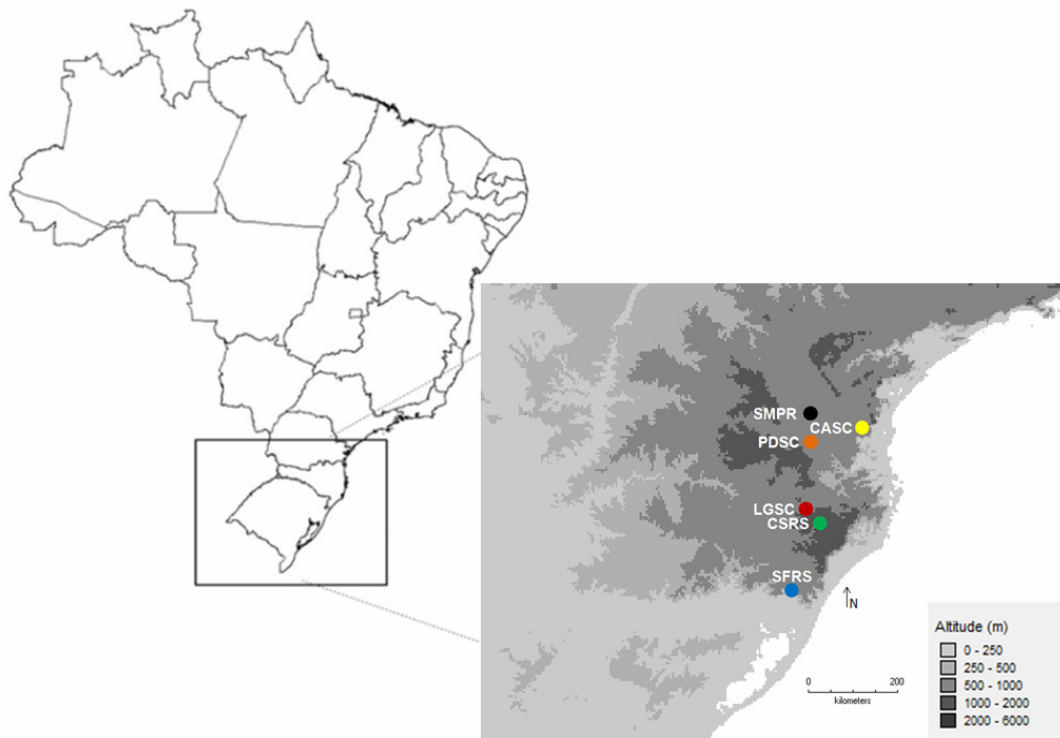 SMPR
CASC
PDSC
LGSC
CSRS
SFRS
N
Altitude (m)
0 - 250
250 - 500
500 - 1000
1000 - 2000
2000 - 6000
0 200
kilometers